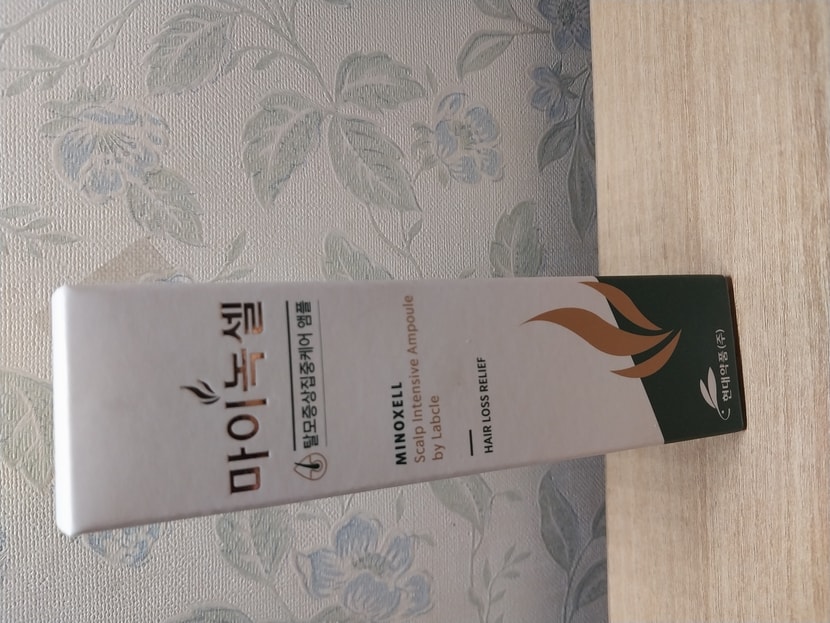 마이녹셀
탈모증상집중케어 앰플
MINOXELL
Scalp Intensive Ampoule
by Labcle
HAIR LOSS RELIEF
현대약품(주)